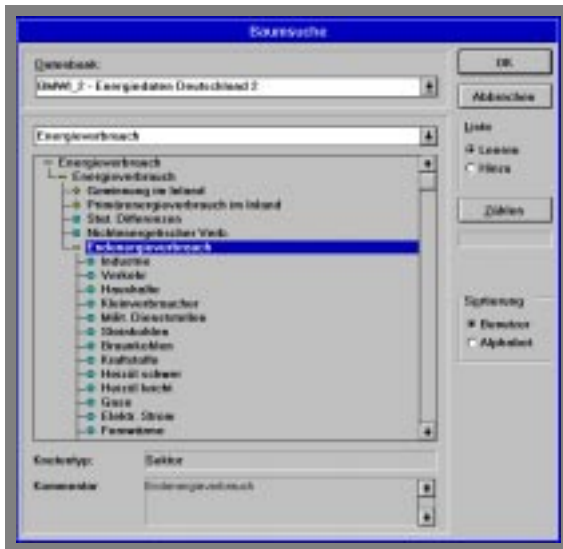 Baumsuche
Datenbank:
BMWI_2 - Energiedaten Deutschland 2
Energieverbrauch
Energieverbrauch
Energieverbrauch
Gewinnung im Inland
Primärenergieverbrauch im Inland
Stat. Differenzen
Nichtenergetischer Verb.
Endenergieverbrauch
Industrie
Verkehr
Haushalte
Kleinverbraucher
Milit. Dienststellen
Steinkohlen
Braunkohlen
Kraftstoffe
Heizöl schwer
Heizöl leicht
Gase
Elektr. Strom
Fernwärme
Knotentyp: Sektor
Kommentar Endenergieverbrauch
OK
Abbrechen
Liste
Leeren
Hinzu
Zählen
Sortierung
Benutzer
Alphabet